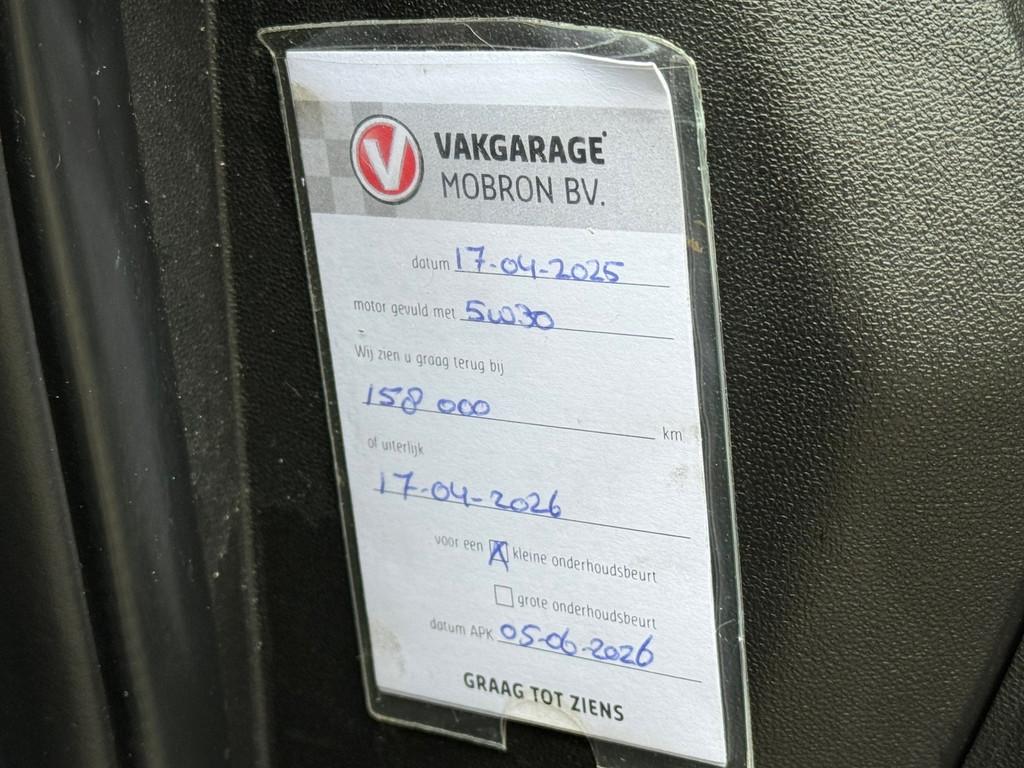 V
VAKGARAGE
MOBRON BV.
datum 17-04-2025
motor gevuld met 5w30
Wij zien u graag terug bij
158 000 km
of uiterlijk
17-04-2026
voor een X kleine onderhoudsbeurt
grote onderhoudsbeurt
datum APK 05-06-2026
GRAAG TOT ZIENS